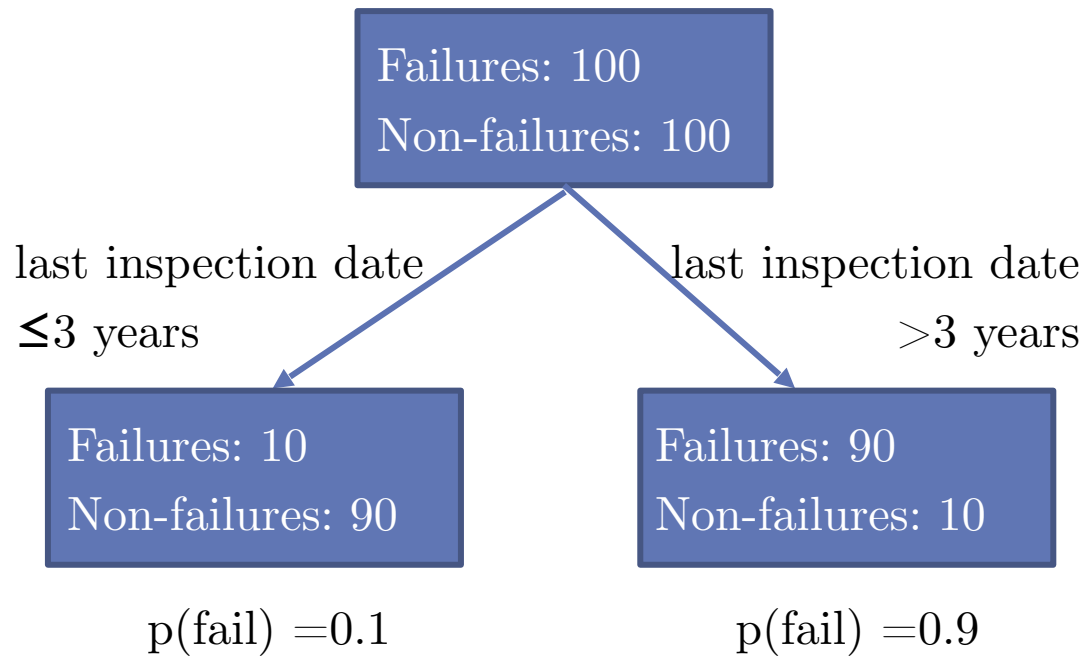 Failures: 100
Non-failures: 100
last inspection date
≤3 years
last inspection date
>3 years
Failures: 10
Non-failures: 90
Failures: 90
Non-failures: 10
p(fail) =0.1
p(fail) =0.9